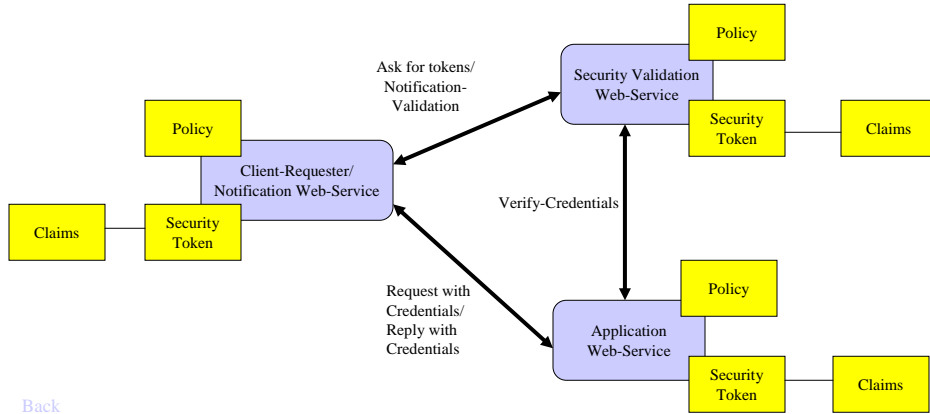 Policy
Ask for tokens/
Notification-
Validation
Security Validation
Web-Service
Policy
Security
Token
Claims
Client-Requester/
Notification Web-Service
Verify-Credentials
Claims
Security
Token
Request with
Credentials/
Reply with
Credentials
Policy
Application
Web-Service
Security
Token
Claims
Back